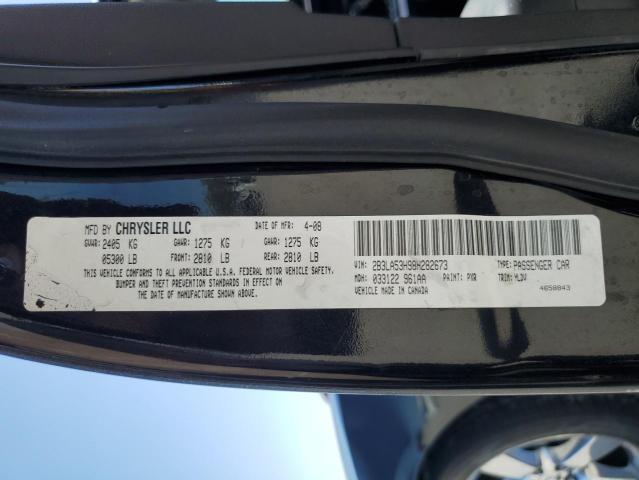 MFD BY CHRYSLER LLC DATE OF MFR: 4-08
GVWR: 2405 KG GAWR: 1275 KG GAWR: 1275 KG
05300 LB FRONT: 2810 LB REAR: 2810 LB
THIS VEHICLE CONFORMS TO ALL APPLICABLE U.S.A. FEDERAL MOTOR VEHICLE SAFETY,
BUMPER AND THEFT PREVENTION STANDARDS IN EFFECT ON
THE DATE OF MANUFACTURE SHOWN ABOVE.
VIN: 2B3LA53H98H282673 TYPE: PASSENGER CAR
MDH: 033122 561AA PAINT: PXR TRIM: MLDV
VEHICLE MADE IN CANADA
4658843